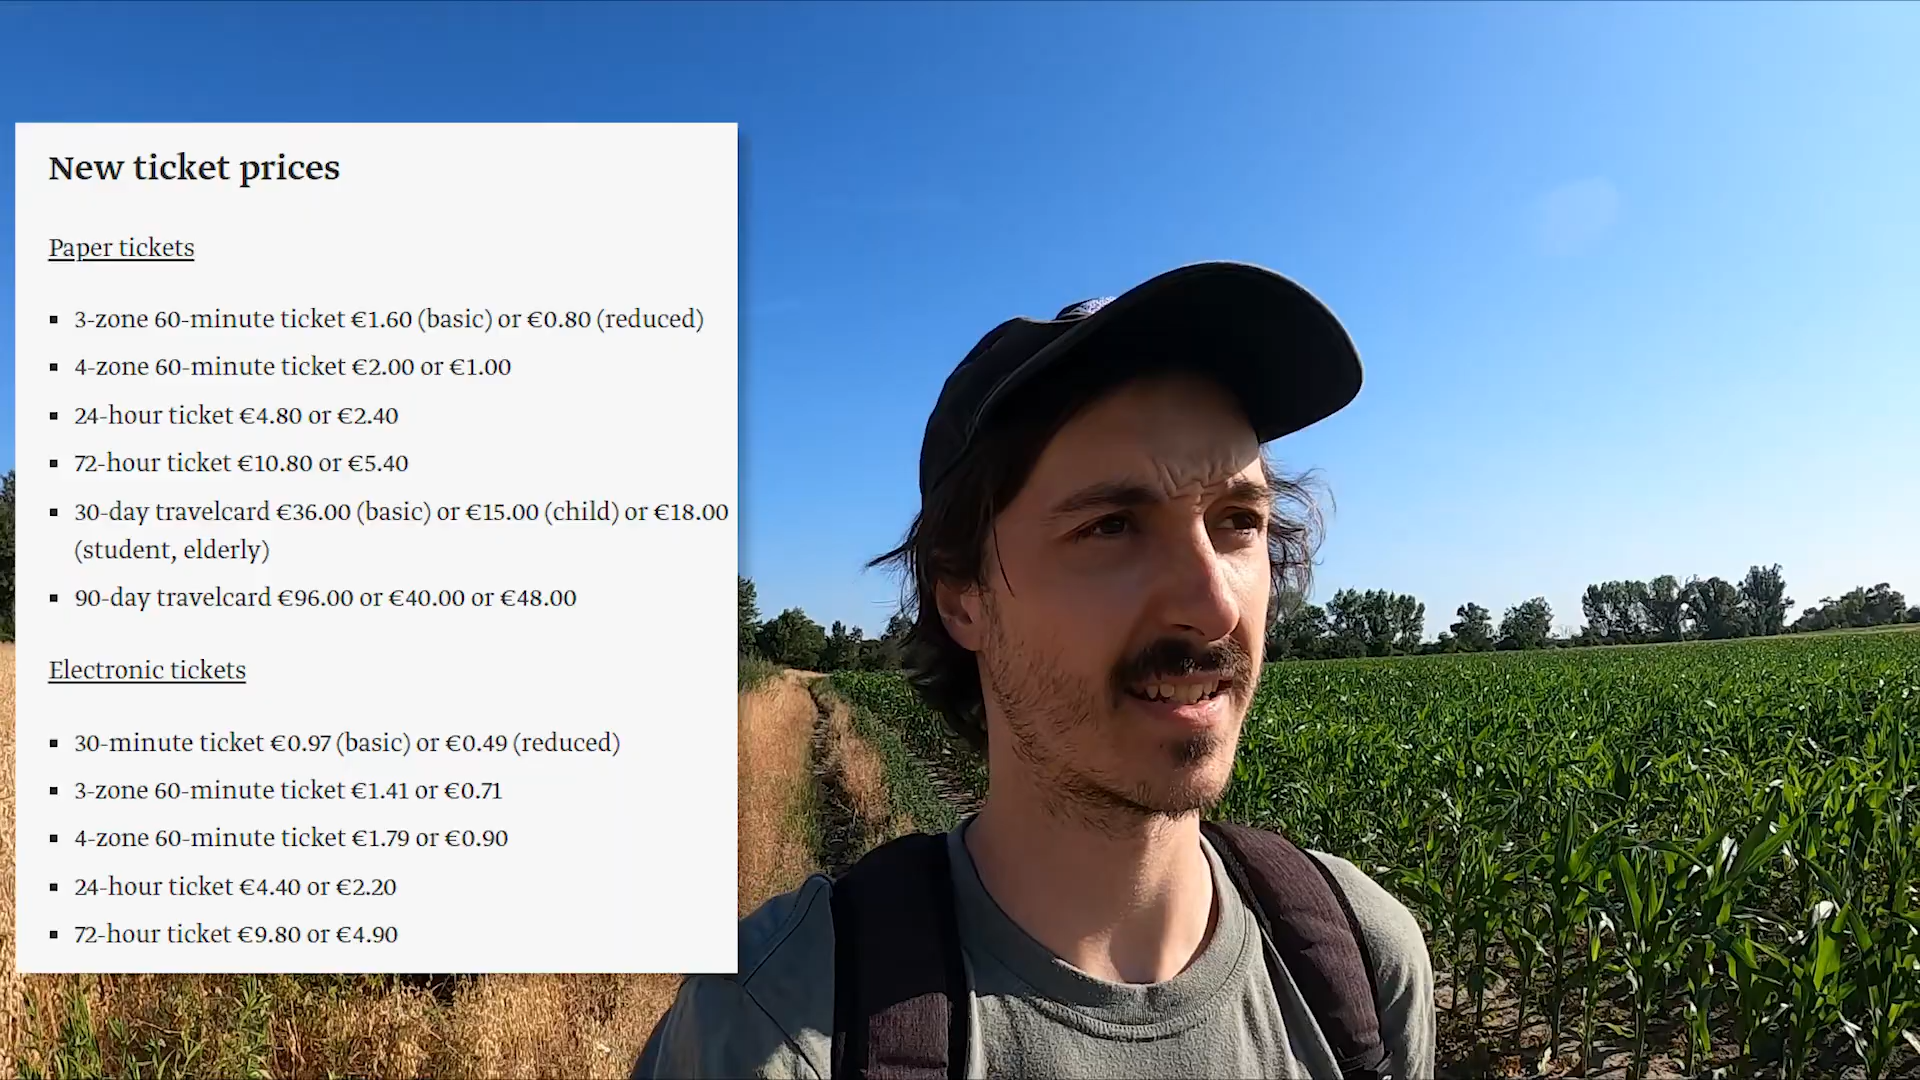 New ticket prices
Paper tickets
▪ 3-zone 60-minute ticket €1.60 (basic) or €0.80 (reduced)
▪ 4-zone 60-minute ticket €2.00 or €1.00
▪ 24-hour ticket €4.80 or €2.40
▪ 72-hour ticket €10.80 or €5.40
▪ 30-day travelcard €36.00 (basic) or €15.00 (child) or €18.00
(student, elderly)
▪ 90-day travelcard €96.00 or €40.00 or €48.00
Electronic tickets
▪ 30-minute ticket €0.97 (basic) or €0.49 (reduced)
▪ 3-zone 60-minute ticket €1.41 or €0.71
▪ 4-zone 60-minute ticket €1.79 or €0.90
▪ 24-hour ticket €4.40 or €2.20
▪ 72-hour ticket €9.80 or €4.90